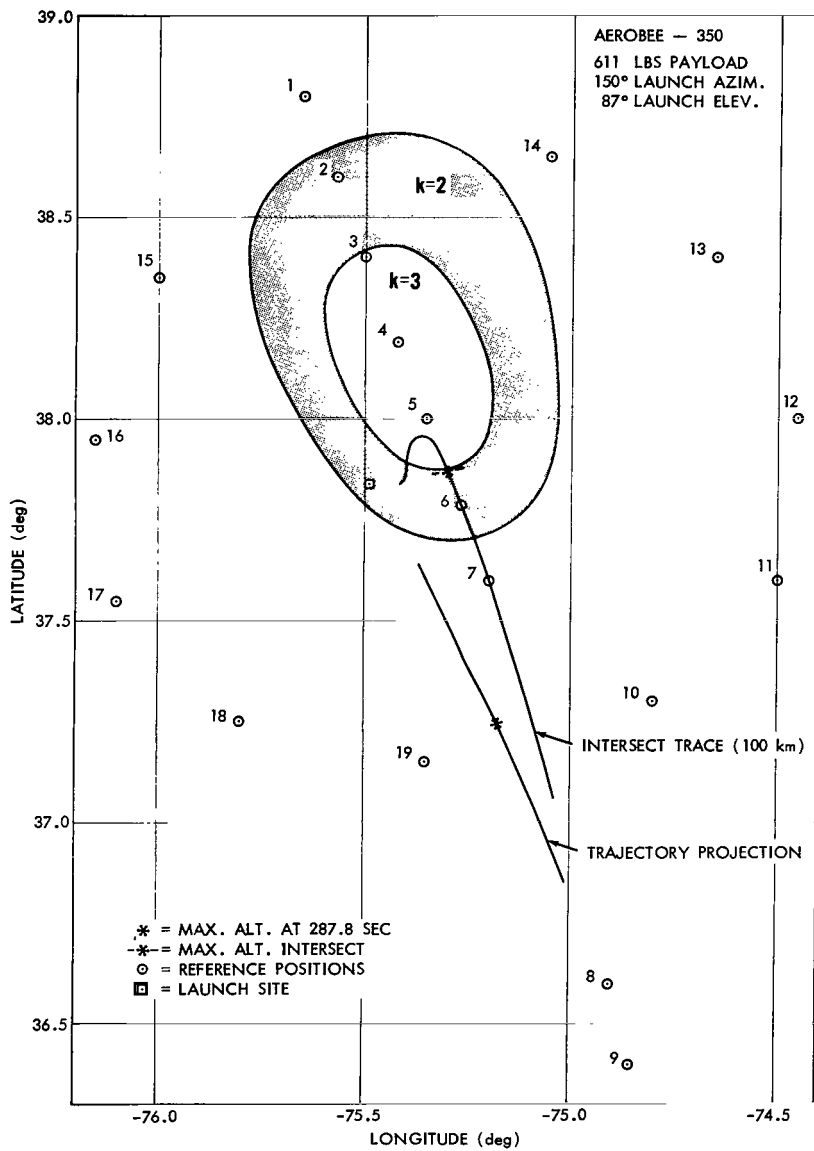 AEROBEE – 350
611 LBS PAYLOAD
150° LAUNCH AZIM.
87° LAUNCH ELEV.
39.0
38.5
38.0
37.5
37.0
36.5
LATITUDE (deg)
1
2
14
k=2
3
13
15
k=3
4
5
12
16
6
7
11
17
10
18
19
INTERSECT TRACE (100 km)
TRAJECTORY PROJECTION
* = MAX. ALT. AT 287.8 SEC
-*- = MAX. ALT. INTERSECT
⊙ = REFERENCE POSITIONS
⊡ = LAUNCH SITE
8
9
-76.0
-75.5
-75.0
-74.5
LONGITUDE (deg)